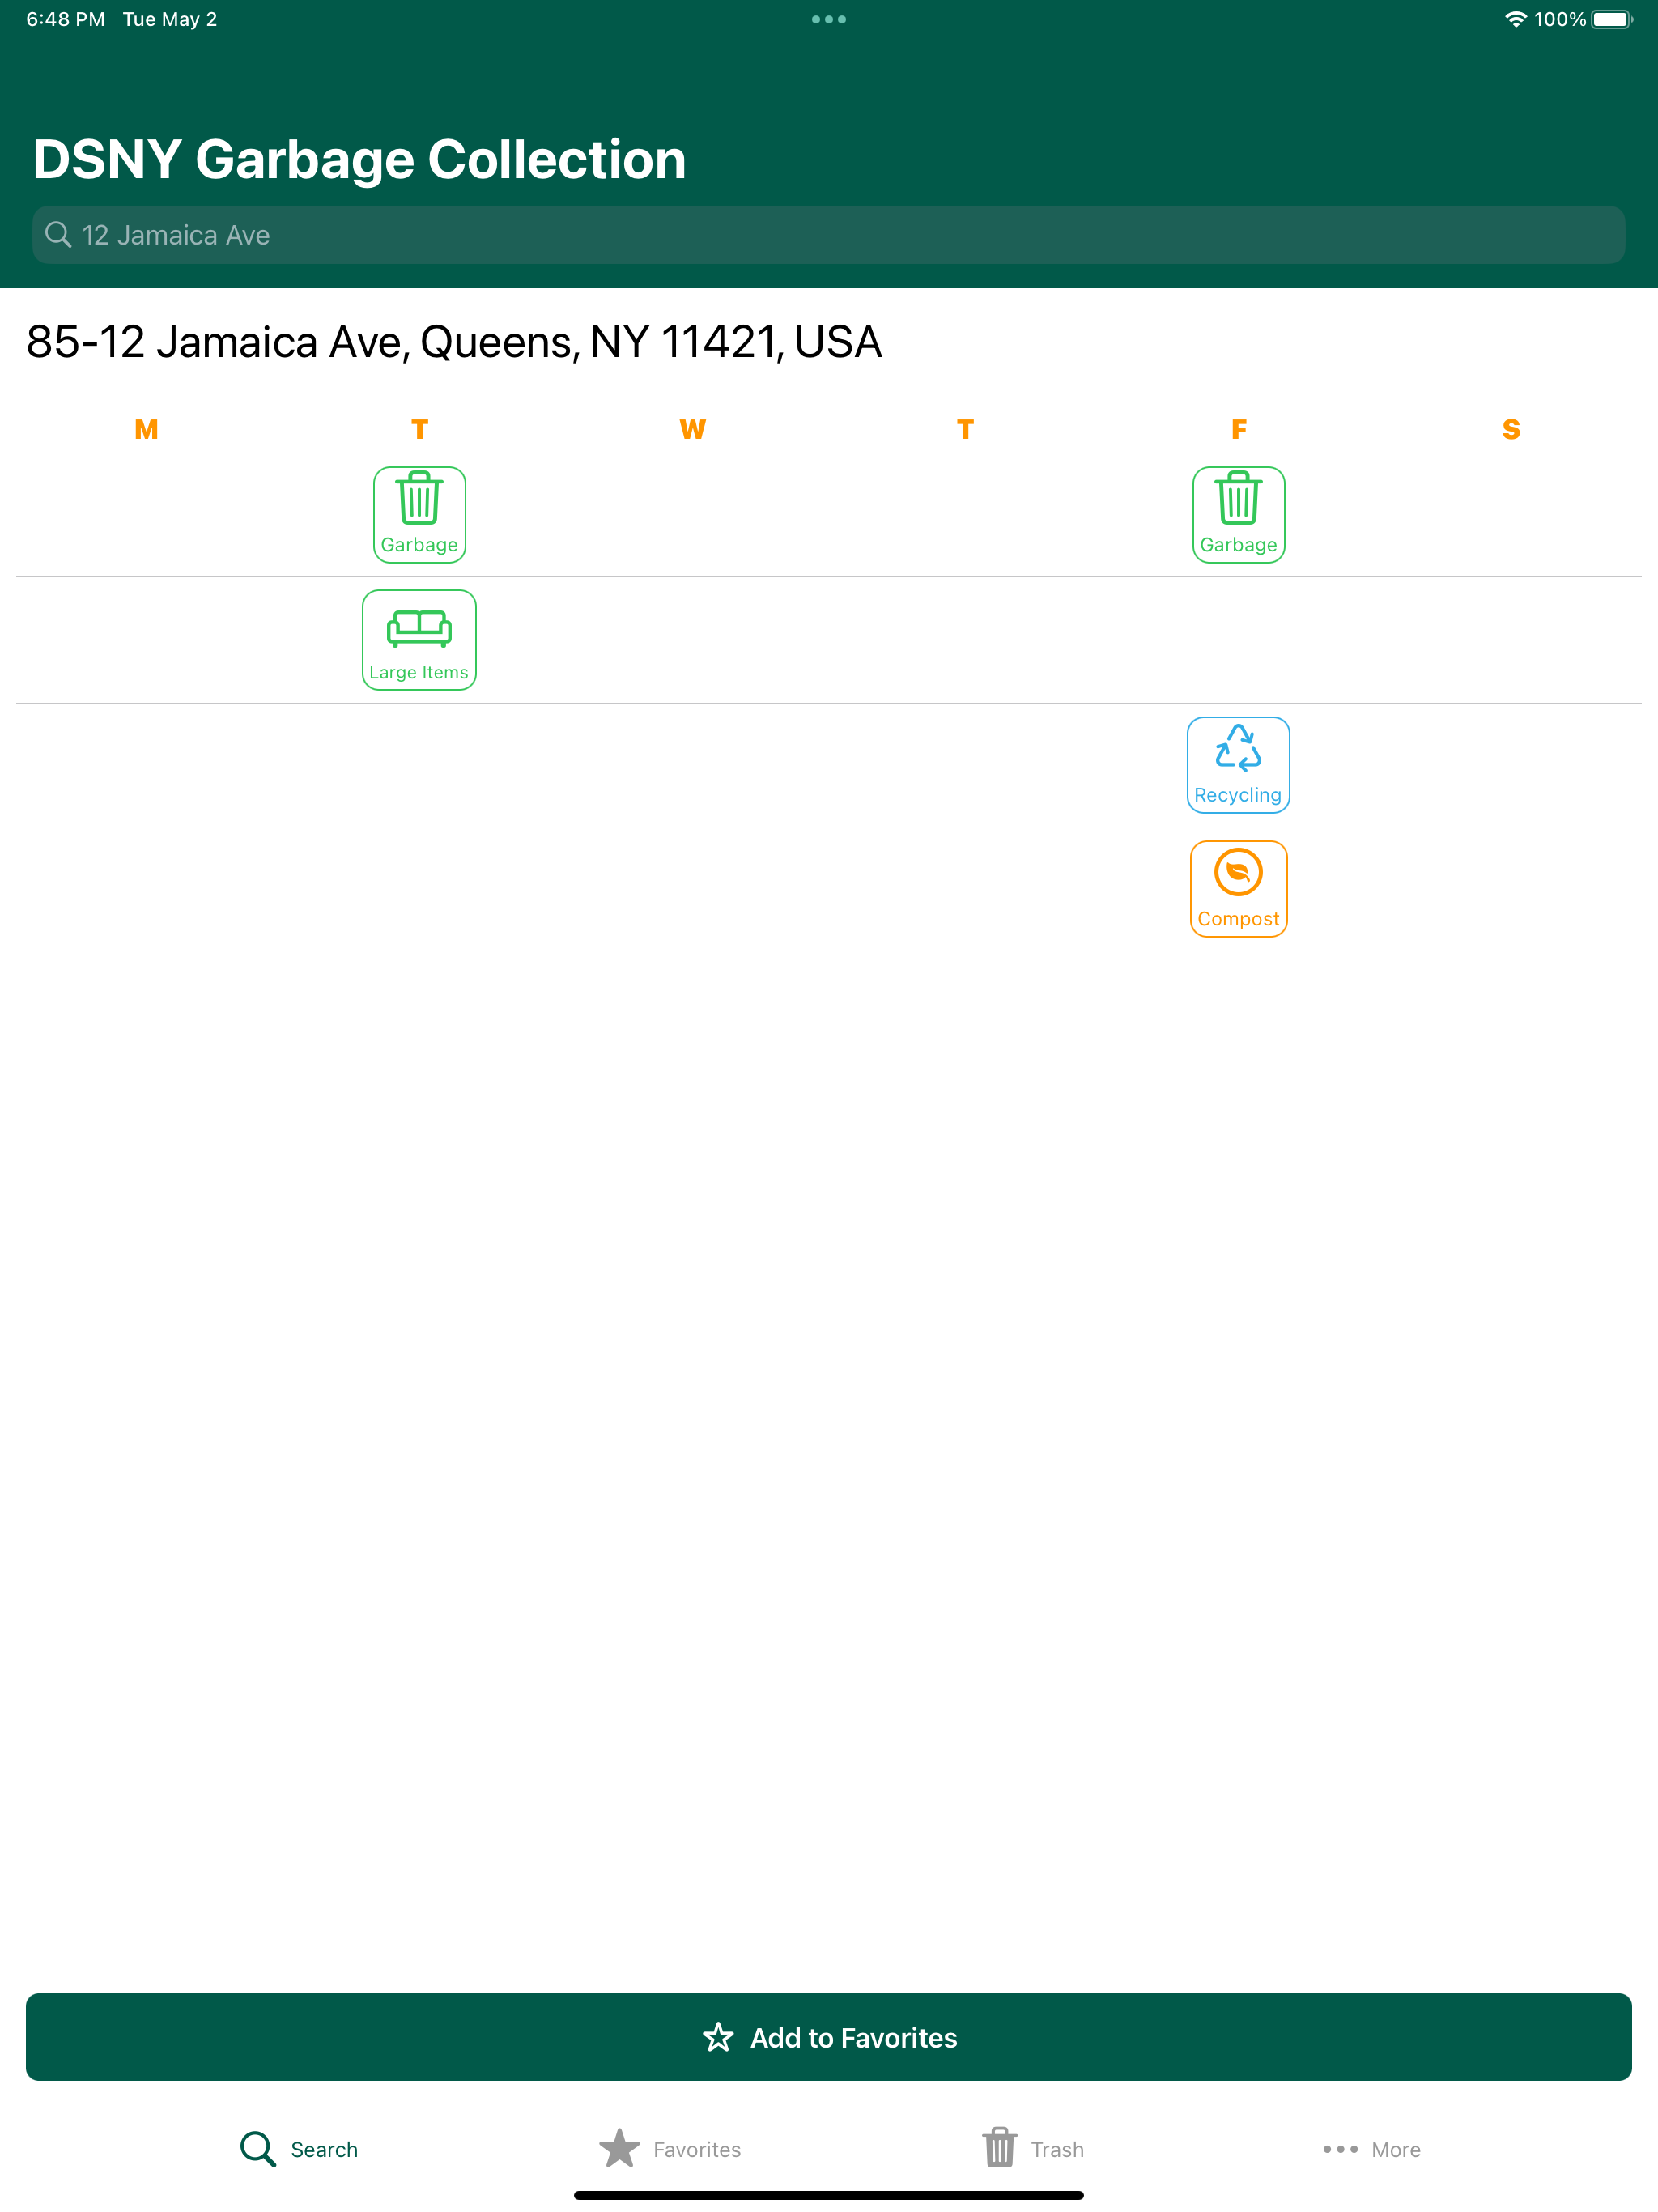 6:48 PM Tue May 2 100%
DSNY Garbage Collection
12 Jamaica Ave
85-12 Jamaica Ave, Queens, NY 11421, USA
M T W T F S
Garbage Garbage
Large Items
Recycling
Compost
Add to Favorites
Search Favorites Trash More